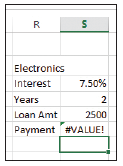 R S
Electronics
Interest 7.50%
Years 2
Loan Amt 2500
Payment #VALUE!